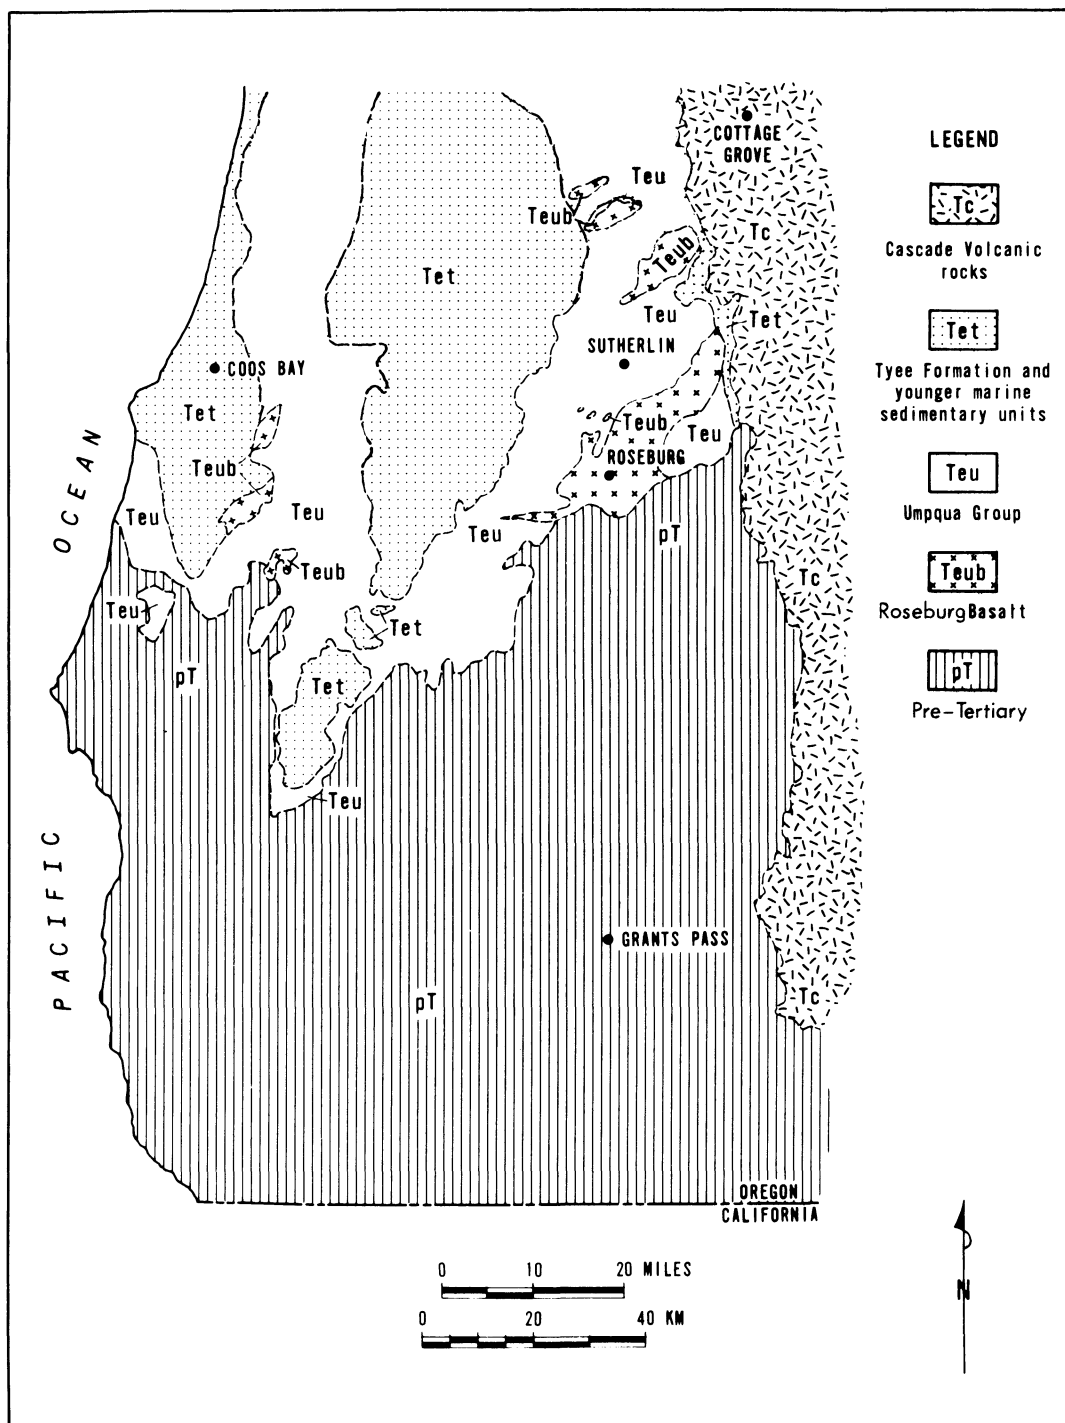 COTTAGE
GROVE
Teu
Teub
Tc
Teub
Tet
Teu
Tet
SUTHERLIN
COOS BAY
Tet
Teub
Teu
ROSEBURG
Teub
Teu
Teu
Teu
pT
Teub
Teu
Tet
Tc
pT
Tet
Teu
GRANTS PASS
pT
Tc
PACIFIC
OCEAN
OREGON
CALIFORNIA
LEGEND
Tc
Cascade Volcanic
rocks
Tet
Tyee Formation and
younger marine
sedimentary units
Teu
Umpqua Group
Teub
Roseburg Basalt
pT
Pre-Tertiary
0 10 20 MILES
0 20 40 KM
N